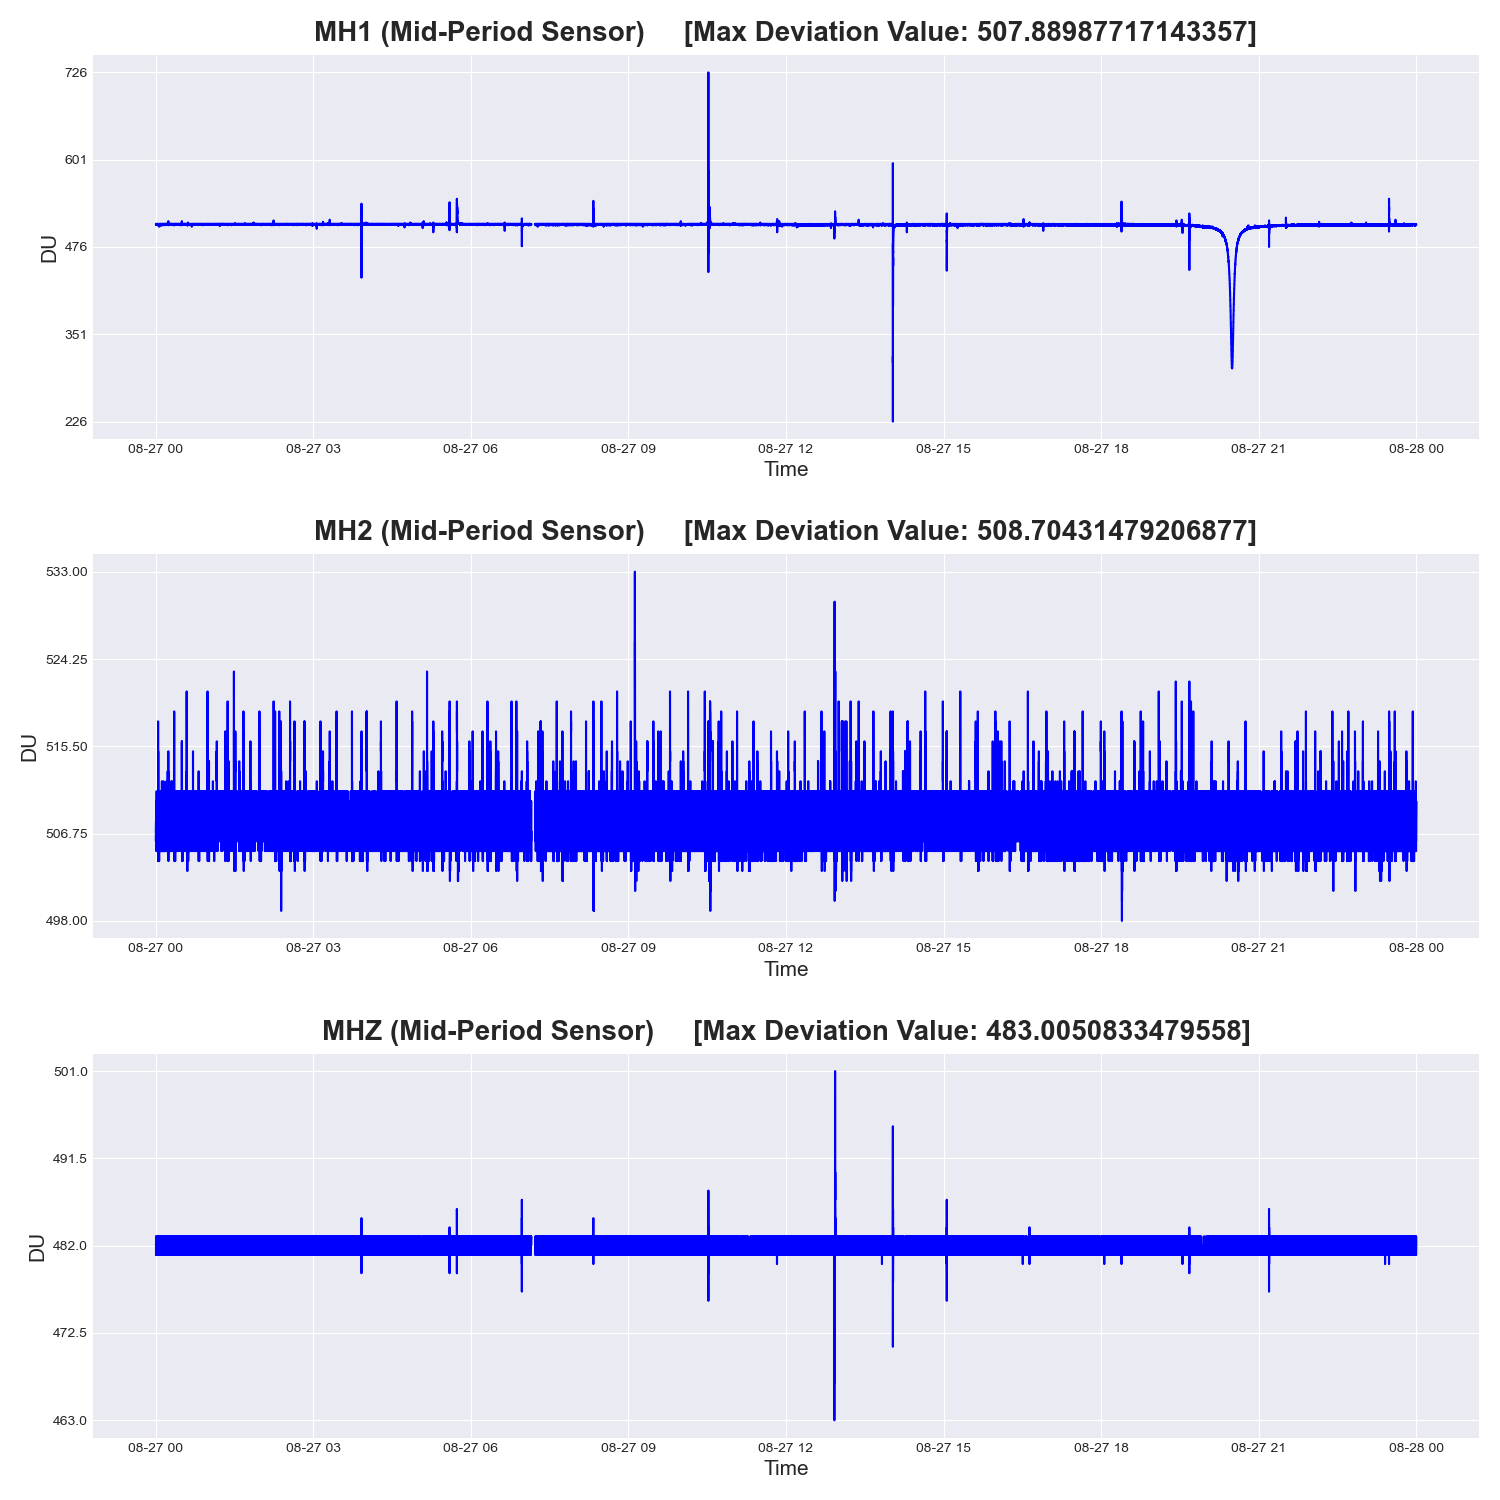 MH1 (Mid-Period Sensor) [Max Deviation Value: 507.88987717143357]
726
601
476
351
226
DU
08-27 00 08-27 03 08-27 06 08-27 09 08-27 12 08-27 15 08-27 18 08-27 21 08-28 00
Time
MH2 (Mid-Period Sensor) [Max Deviation Value: 508.70431479206877]
533.00
524.25
515.50
506.75
498.00
DU
08-27 00 08-27 03 08-27 06 08-27 09 08-27 12 08-27 15 08-27 18 08-27 21 08-28 00
Time
MHZ (Mid-Period Sensor) [Max Deviation Value: 483.0050833479558]
501.0
491.5
482.0
472.5
463.0
DU
08-27 00 08-27 03 08-27 06 08-27 09 08-27 12 08-27 15 08-27 18 08-27 21 08-28 00
Time